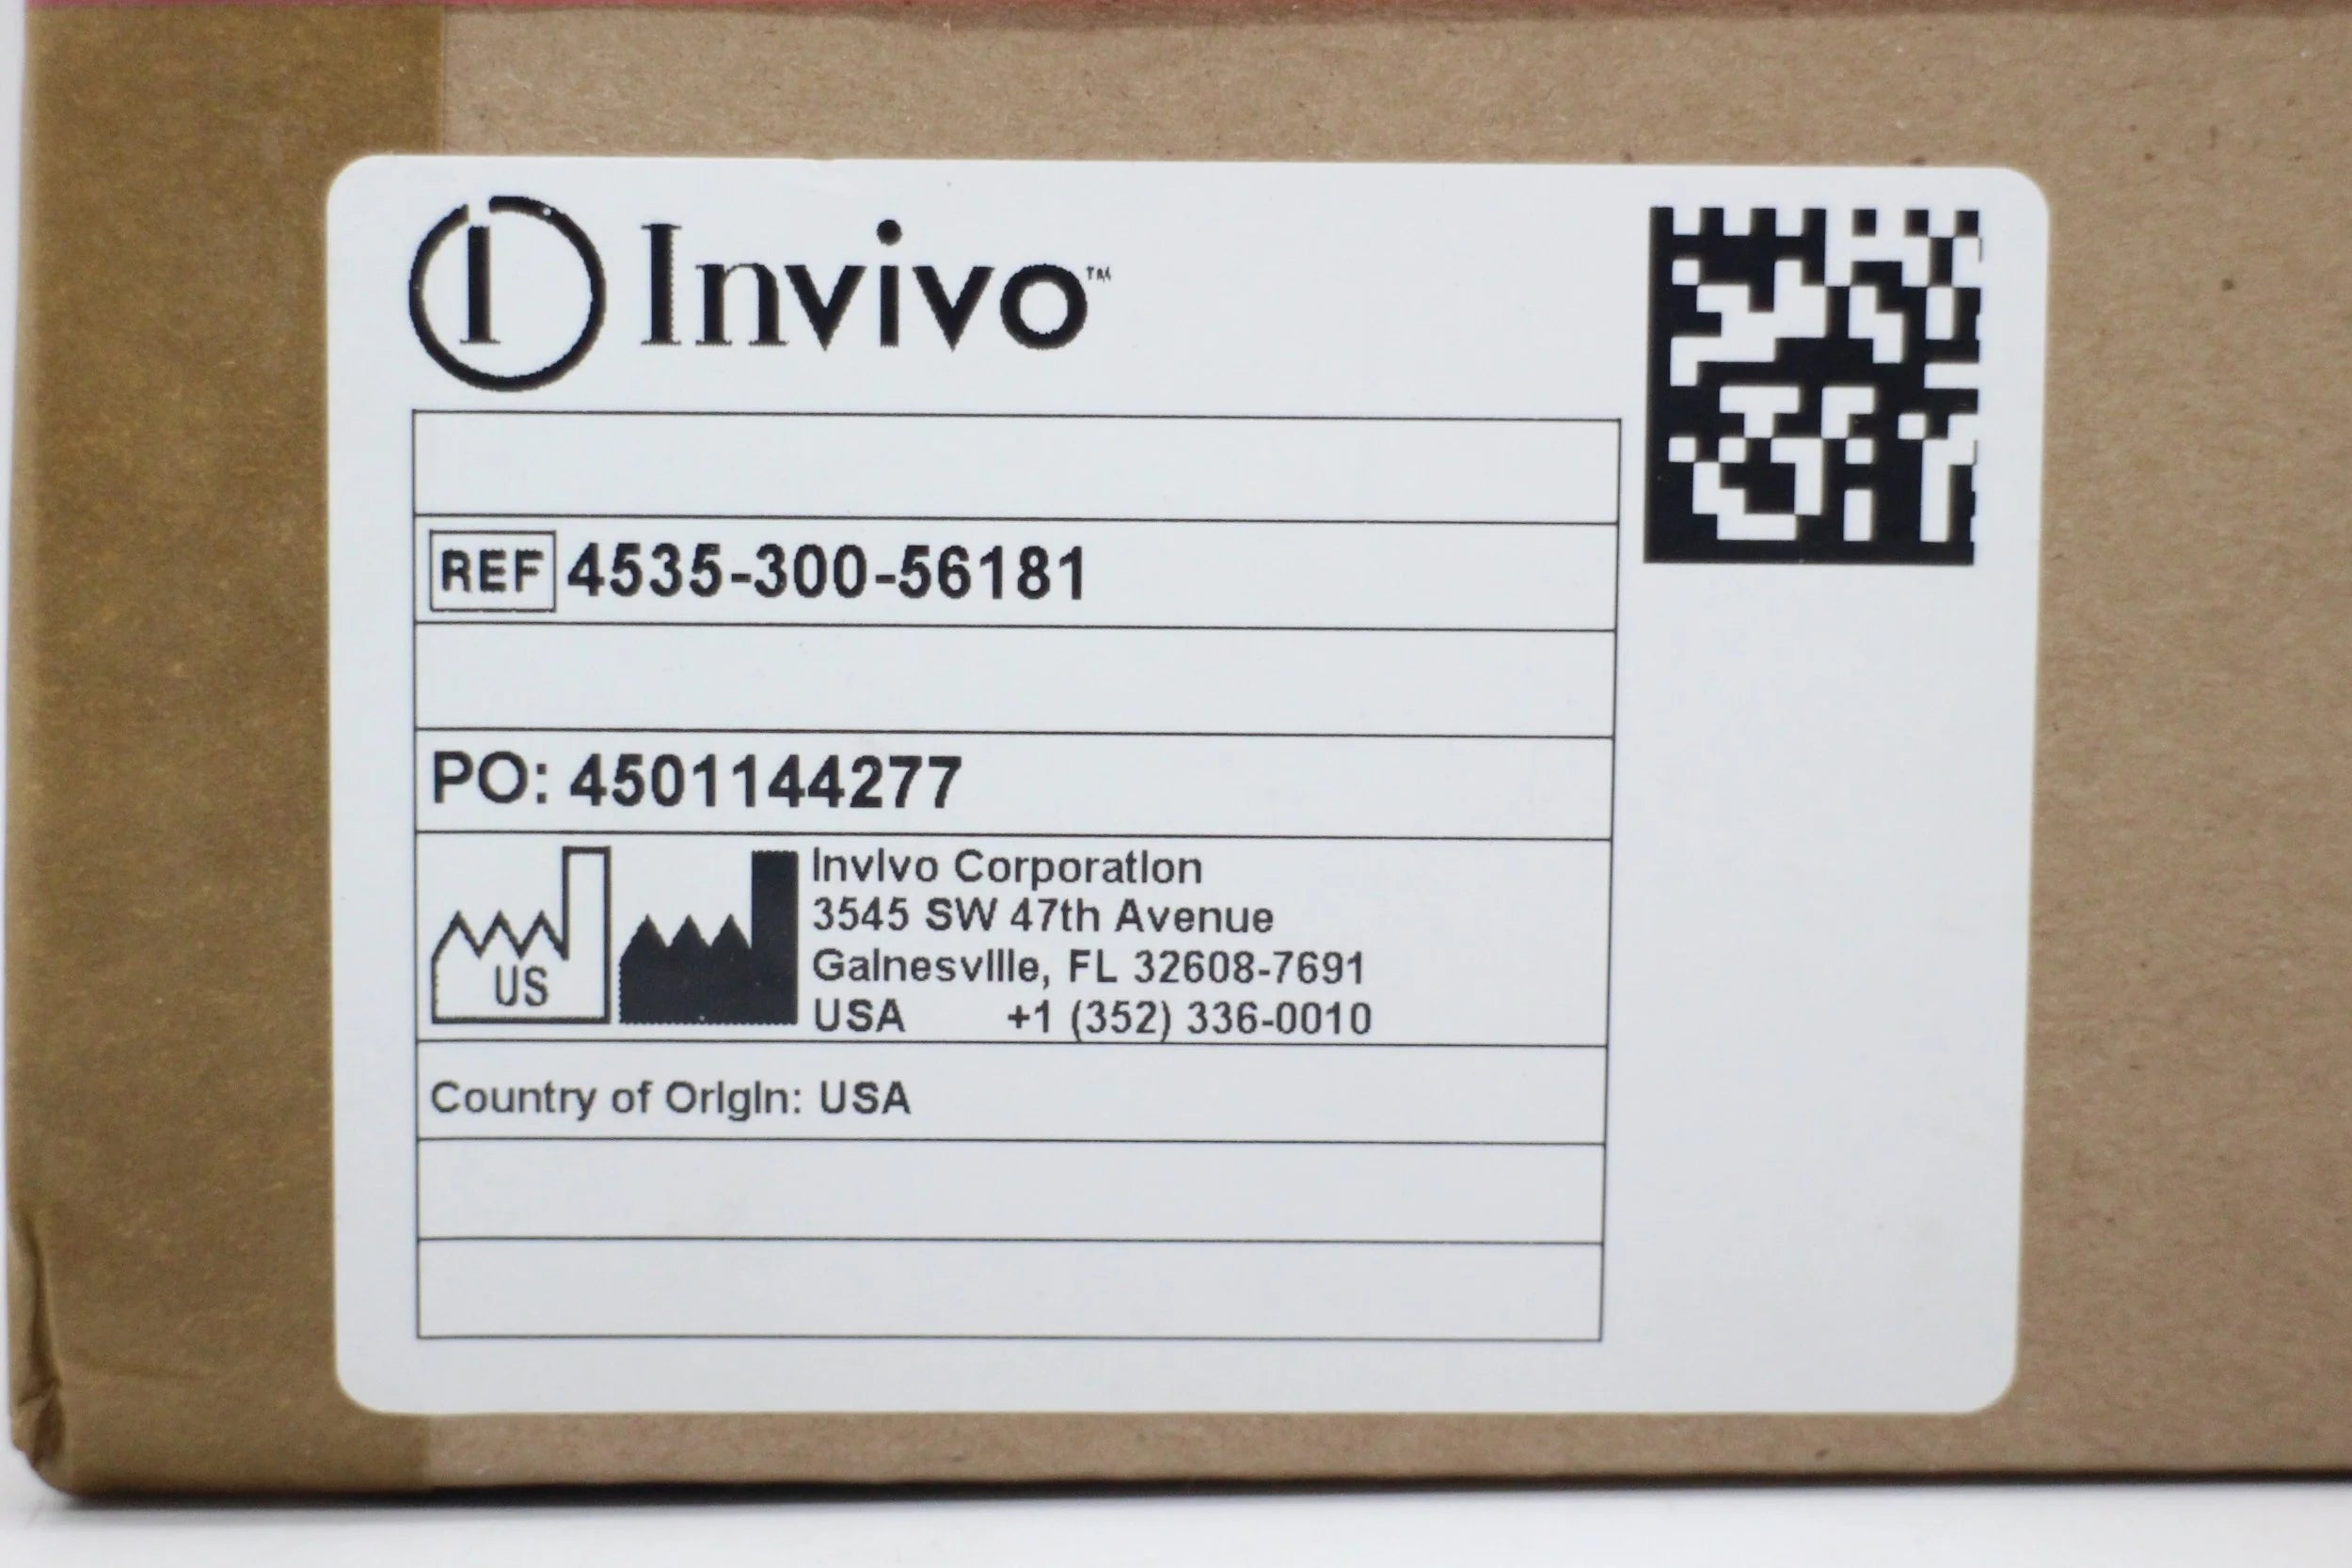 Invivo™
REF 4535-300-56181
PO: 4501144277
US
Invivo Corporation
3545 SW 47th Avenue
Gainesville, FL 32608-7691
USA +1 (352) 336-0010
Country of Origin: USA